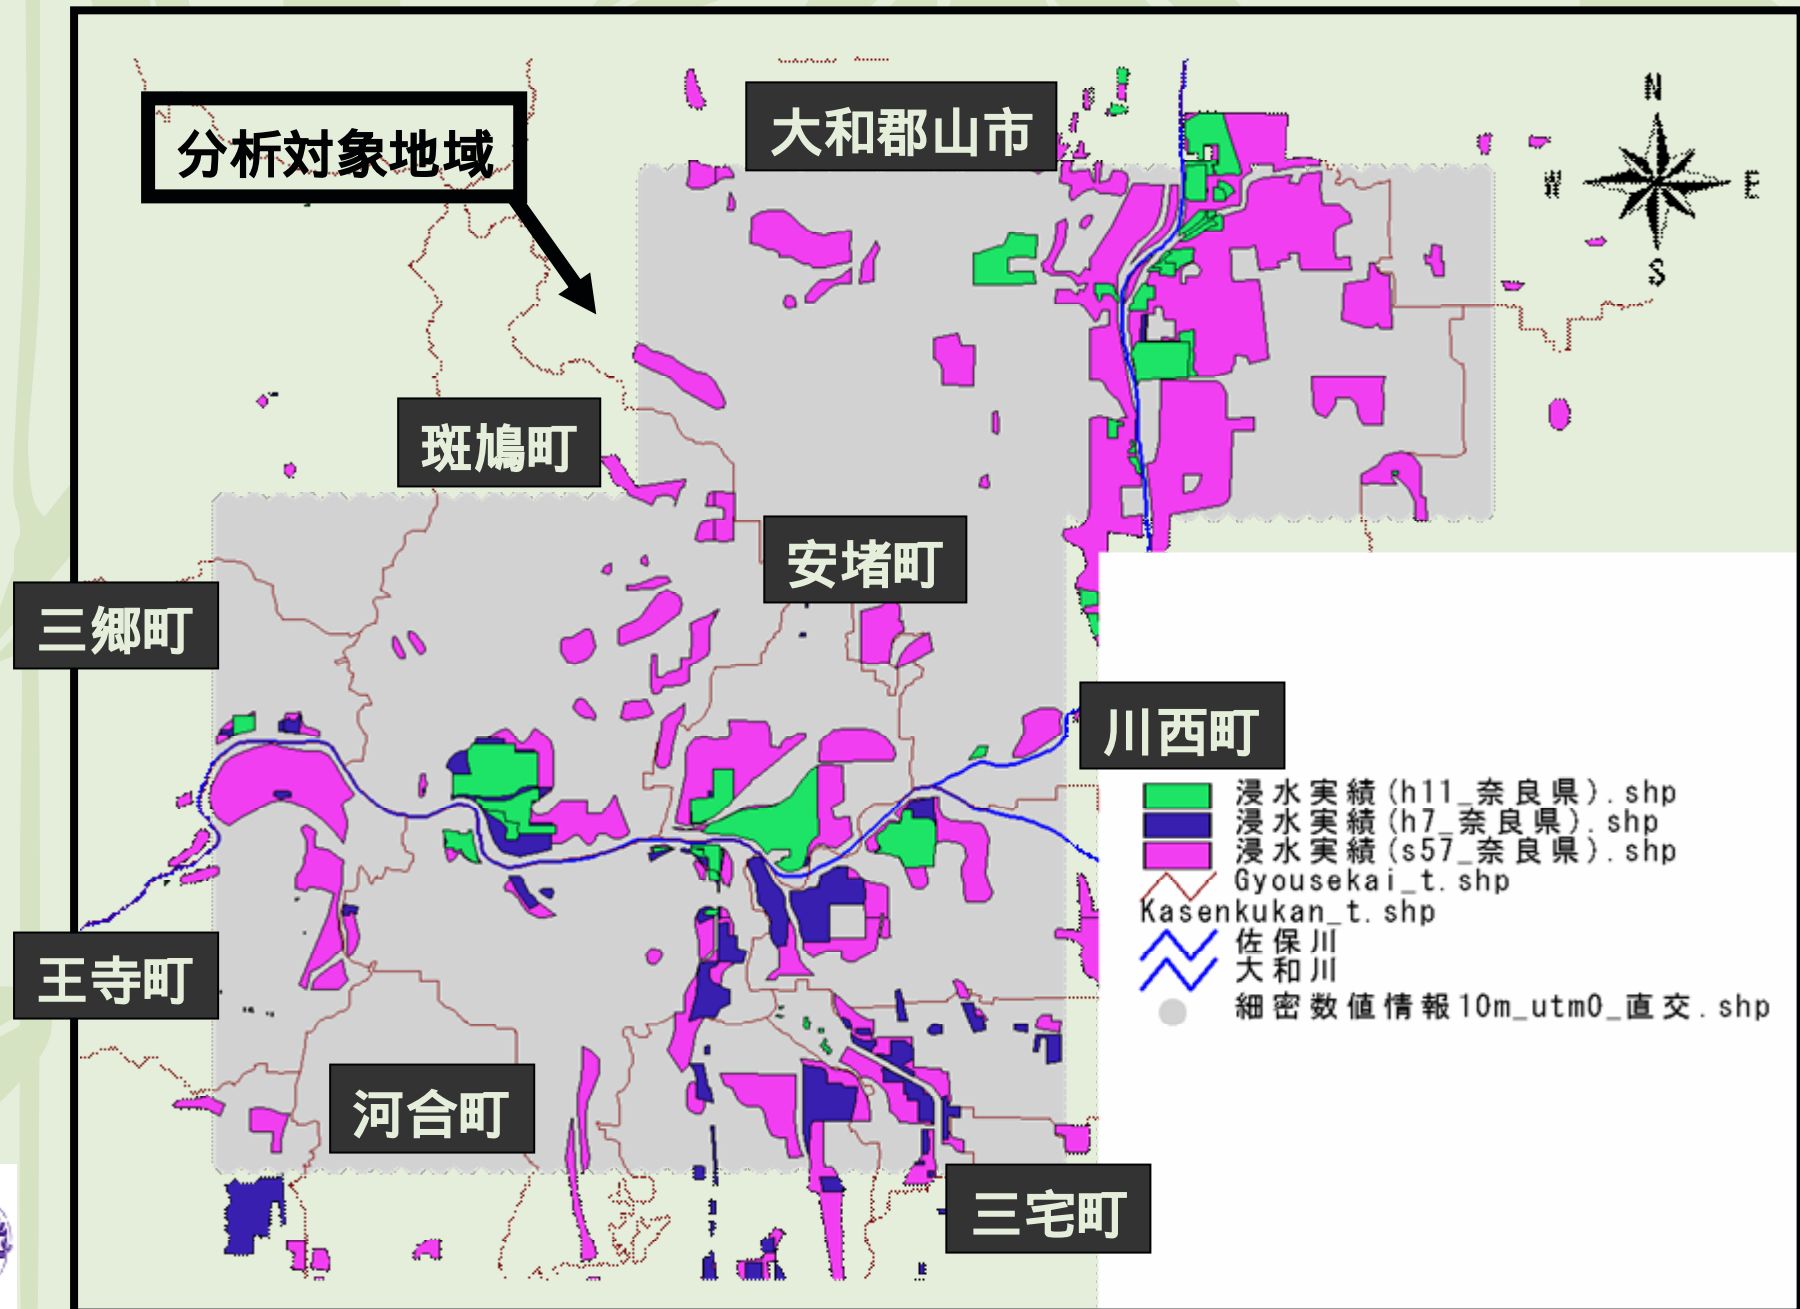 大和郡山市
分析対象地域
N
W
E
S
斑鳩町
安堵町
三郷町
川西町
浸水実績(h11_奈良県).shp
浸水実績(h7_奈良県).shp
浸水実績(s57_奈良県).shp
Gyousekai_t.shp
Kasenkukan_t.shp
佐保川
大和川
細密数値情報10m_utm0_直交.shp
王寺町
河合町
三宅町